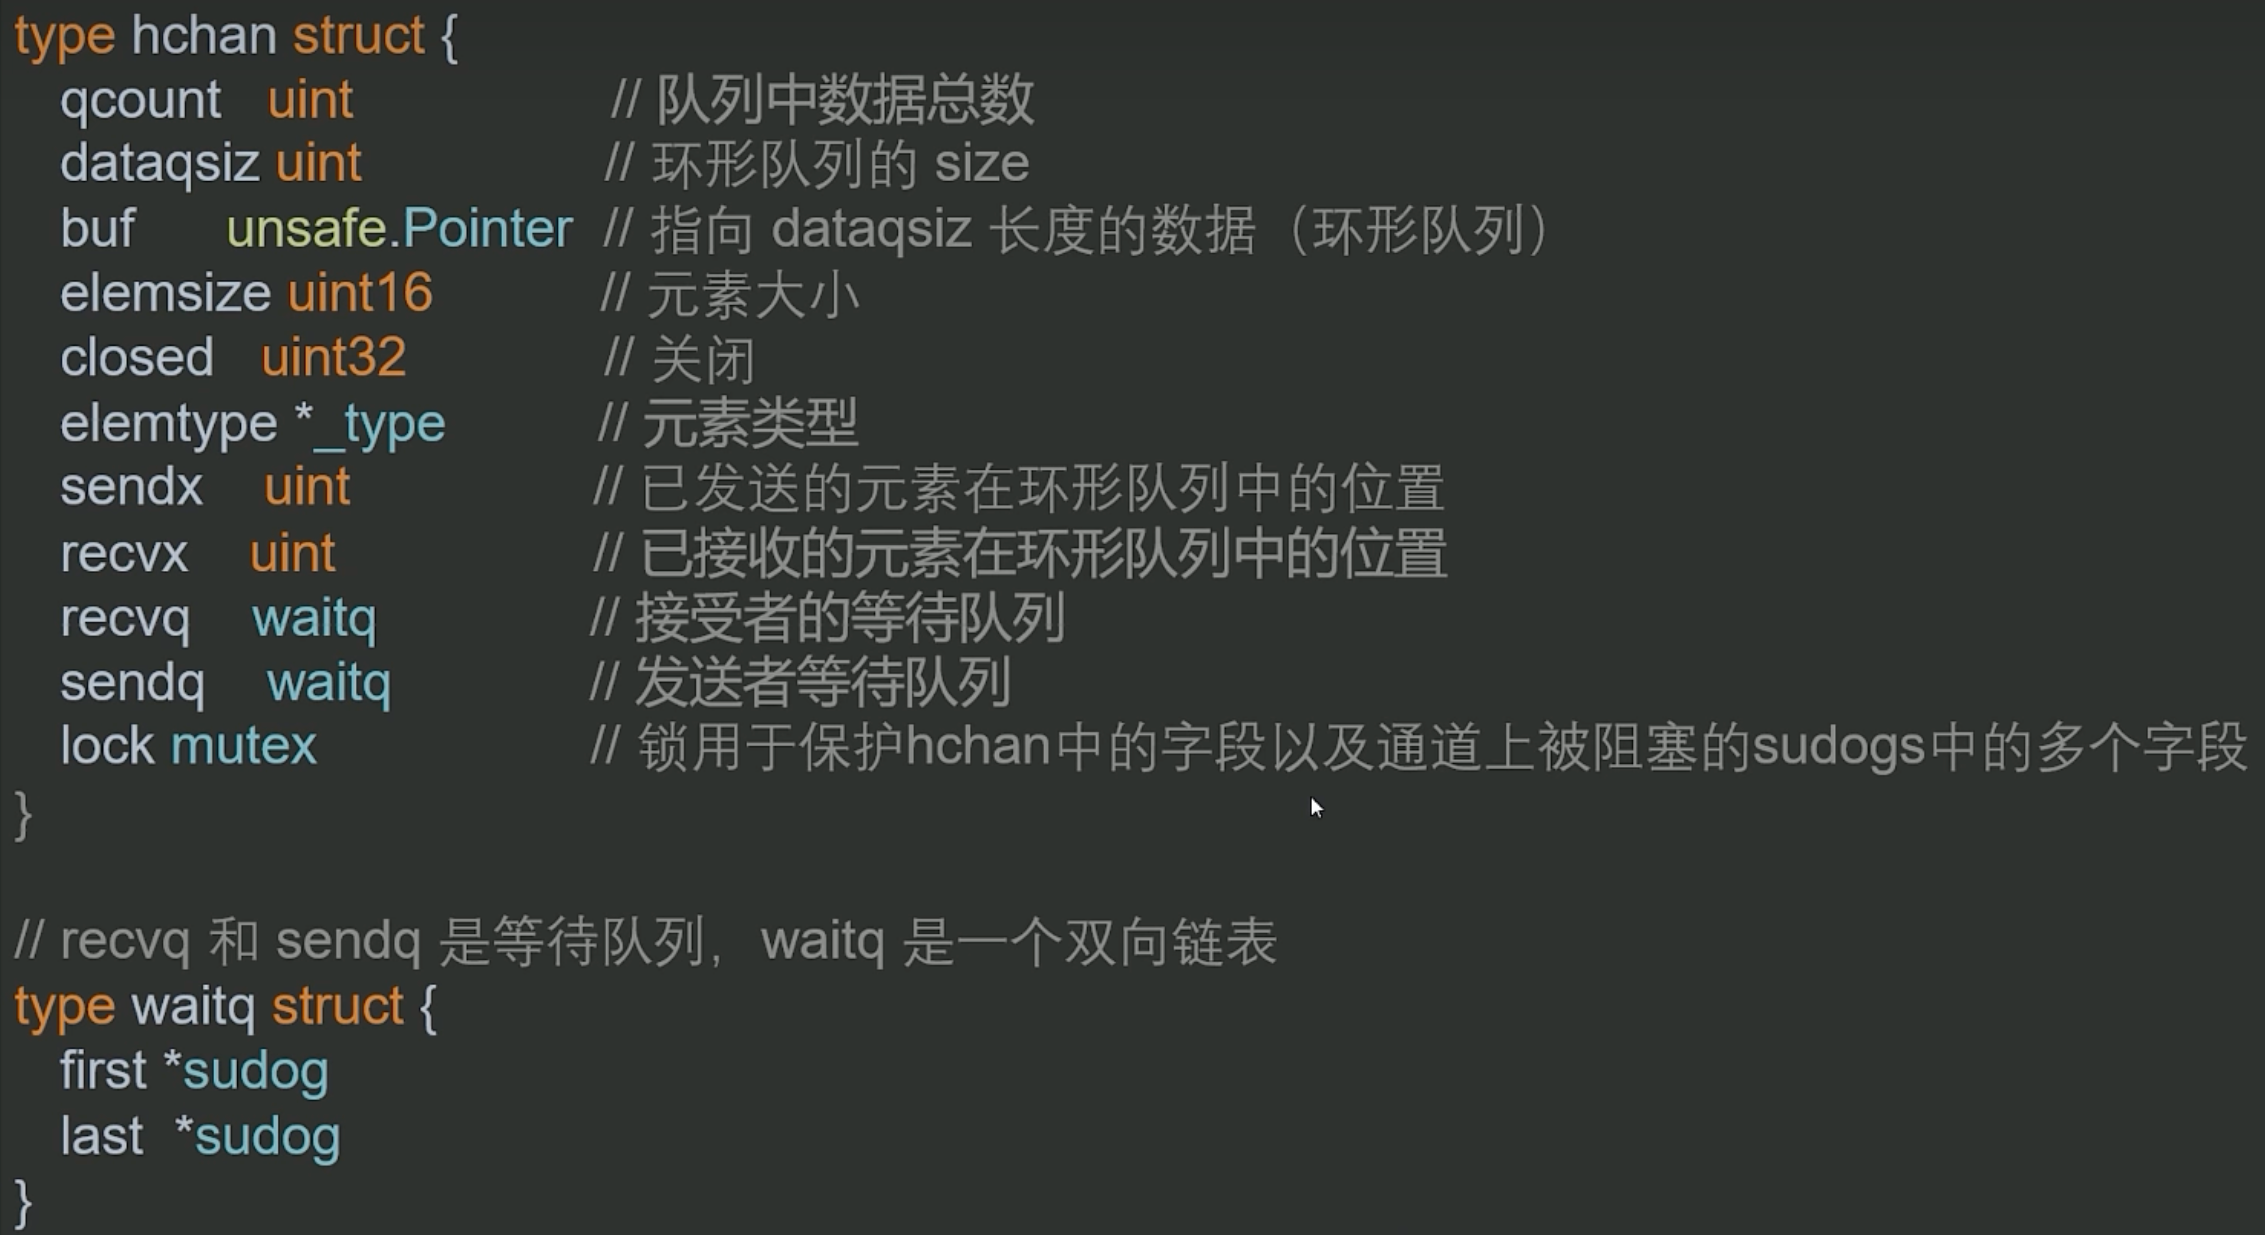 type hchan struct {
qcount uint // 队列中数据总数
dataqsiz uint // 环形队列的 size
buf unsafe.Pointer // 指向 dataqsiz 长度的数据（环形队列）
elemsize uint16 // 元素大小
closed uint32 // 关闭
elemtype *_type // 元素类型
sendx uint // 已发送的元素在环形队列中的位置
recvx uint // 已接收的元素在环形队列中的位置
recvq waitq // 接受者的等待队列
sendq waitq // 发送者等待队列
lock mutex // 锁用于保护hchan中的字段以及通道上被阻塞的sudogs中的多个字段
}
// recvq 和 sendq 是等待队列，waitq 是一个双向链表
type waitq struct {
first *sudog
last *sudog
}